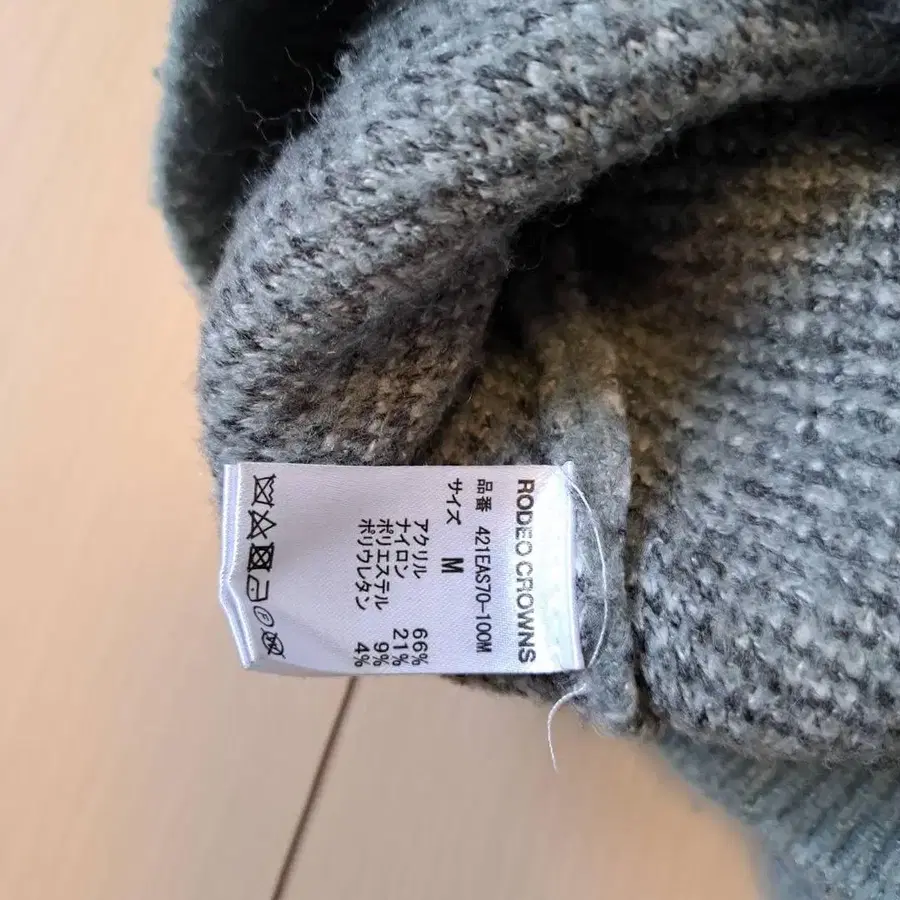 RODEO CROWNS
品番 421EAS70-100M
サイズ M
アクリル 66%
ナイロン 21%
ポリエステル 9%
ポリウレタン 4%